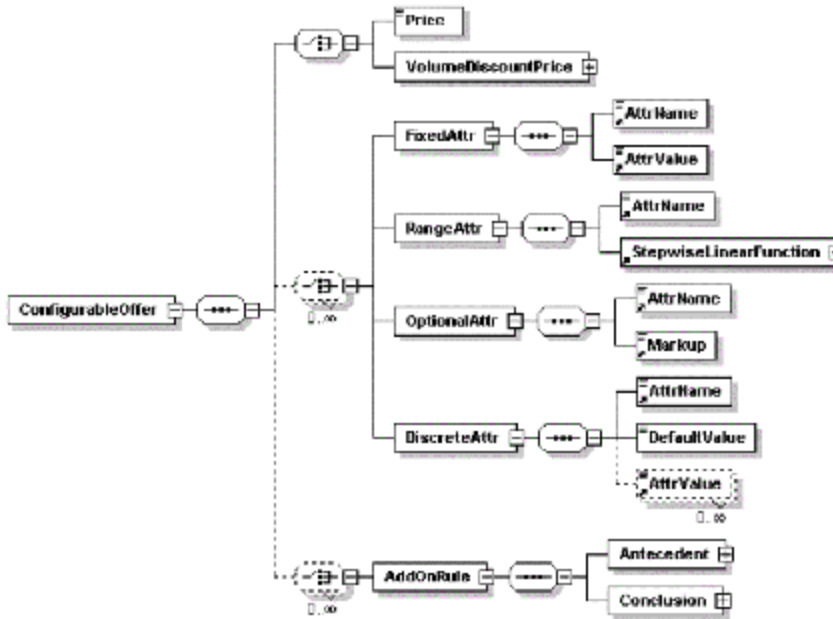 Price
VolumeDiscountPrice
FixedAttr
AttrName
AttrValue
RangeAttr
AttrName
StepwiseLinearFunction
ConfigurableOffer
0..∞
OptionalAttr
AttrName
Markup
DiscreteAttr
AttrName
DefaultValue
AttrValue
0..∞
0..∞
AddOnRule
Antecedent
Conclusion